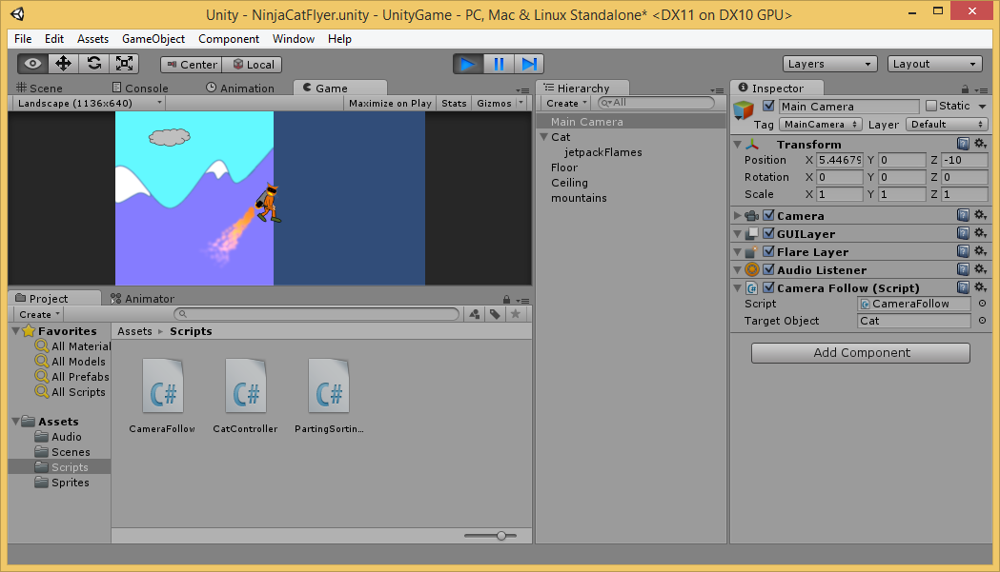 Unity - NinjaCatFlyer.unity - UnityGame - PC, Mac & Linux Standalone* <DX11 on DX10 GPU>
File Edit Assets GameObject Component Window Help
Center Local Layers Layout
Scene Console Animation Game
Landscape (1136x640) Maximize on Play Stats Gizmos
Hierarchy
Create All
Main Camera
Cat
jetpackFlames
Floor
Ceiling
mountains
Inspector
Main Camera Static
Tag MainCamera Layer Default
Transform
Position X 5.44679 Y 0 Z -10
Rotation X 0 Y 0 Z 0
Scale X 1 Y 1 Z 1
Camera
GUILayer
Flare Layer
Audio Listener
Camera Follow (Script)
Script CameraFollow
Target Object Cat
Add Component
Project Animator
Create
Favorites
All Material
All Models
All Prefabs
All Scripts
Assets
Audio
Scenes
Scripts
Sprites
Assets Scripts
C# C# C#
CameraFollow CatController PartingSortin...